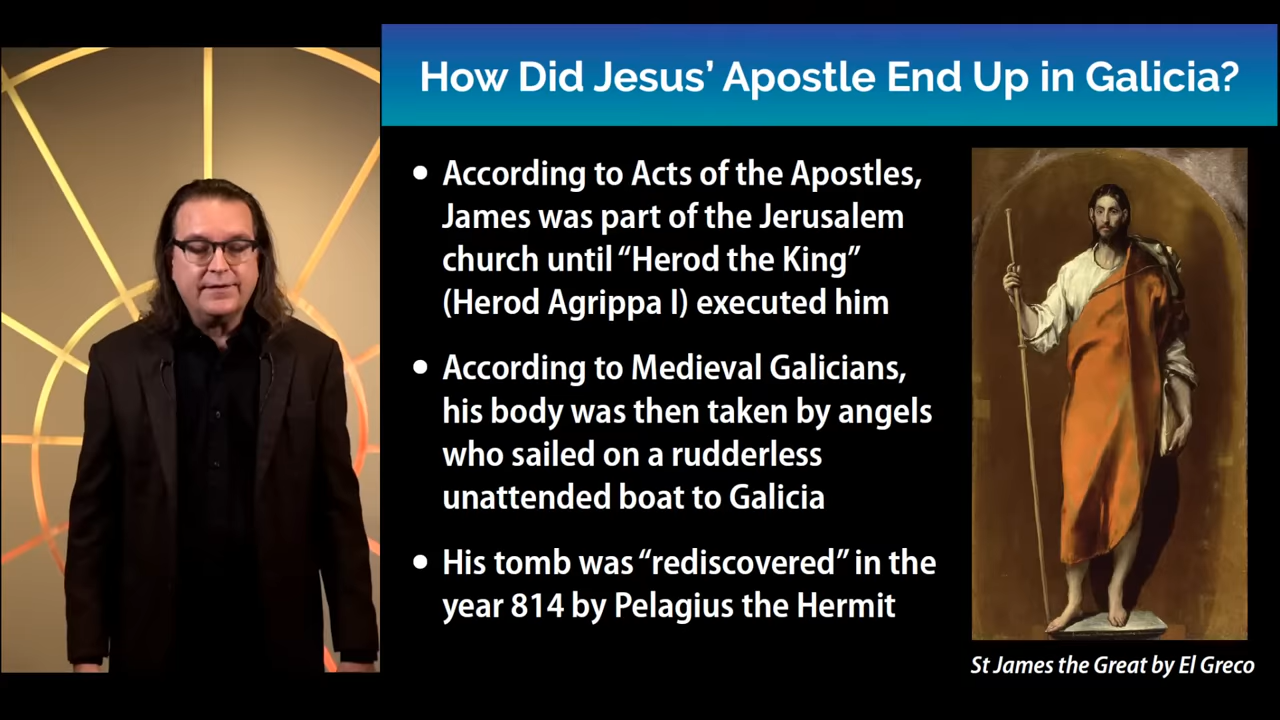 How Did Jesus’ Apostle End Up in Galicia?
• According to Acts of the Apostles,
James was part of the Jerusalem
church until “Herod the King”
(Herod Agrippa I) executed him
• According to Medieval Galicians,
his body was then taken by angels
who sailed on a rudderless
unattended boat to Galicia
• His tomb was “rediscovered” in the
year 814 by Pelagius the Hermit
St James the Great by El Greco